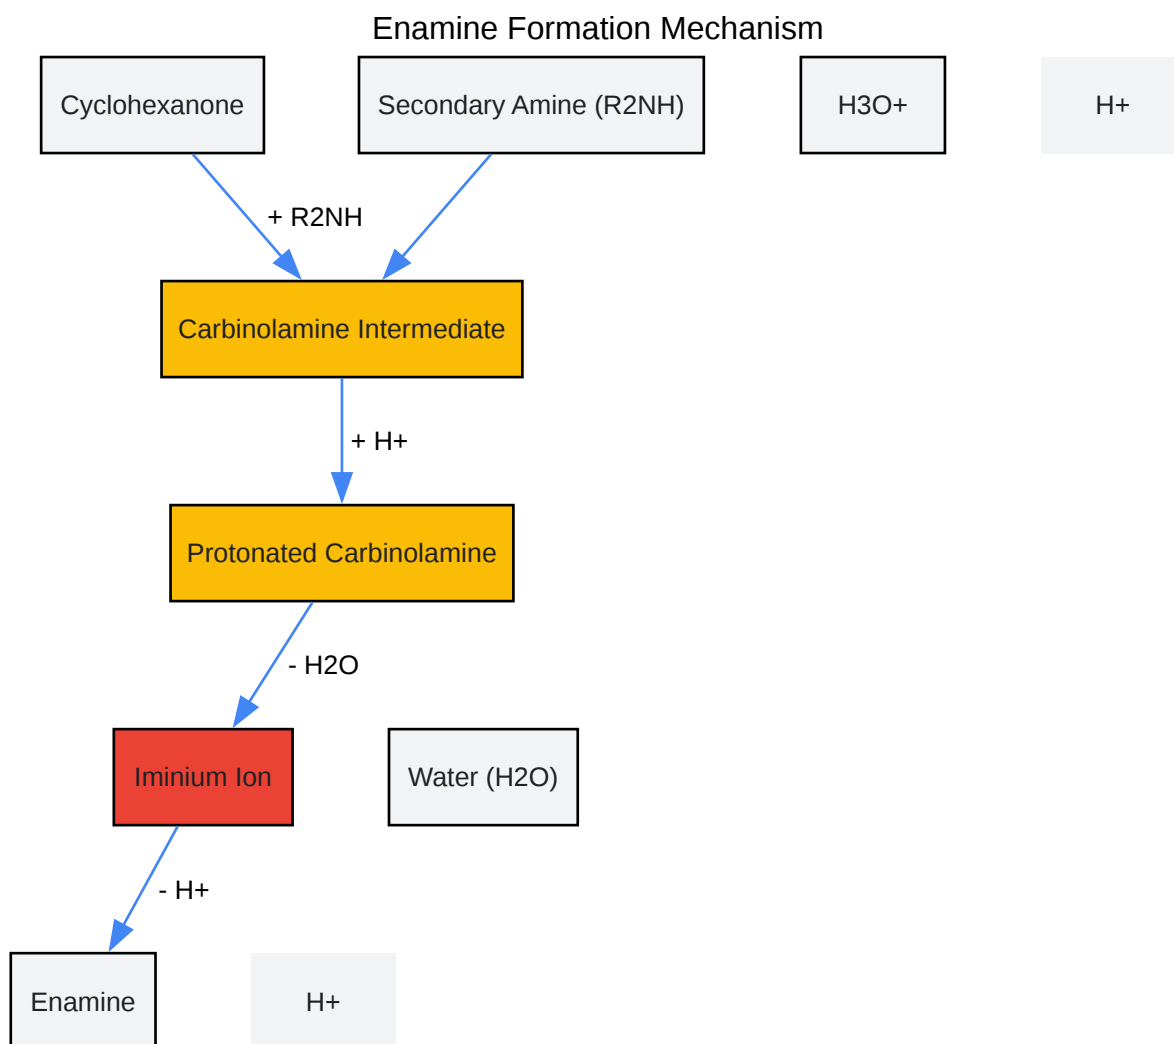 Enamine Formation Mechanism
Cyclohexanone
Secondary Amine (R2NH)
H3O+
H+
+ R2NH
Carbinolamine Intermediate
+ H+
Protonated Carbinolamine
- H2O
Iminium Ion
Water (H2O)
- H+
Enamine
H+